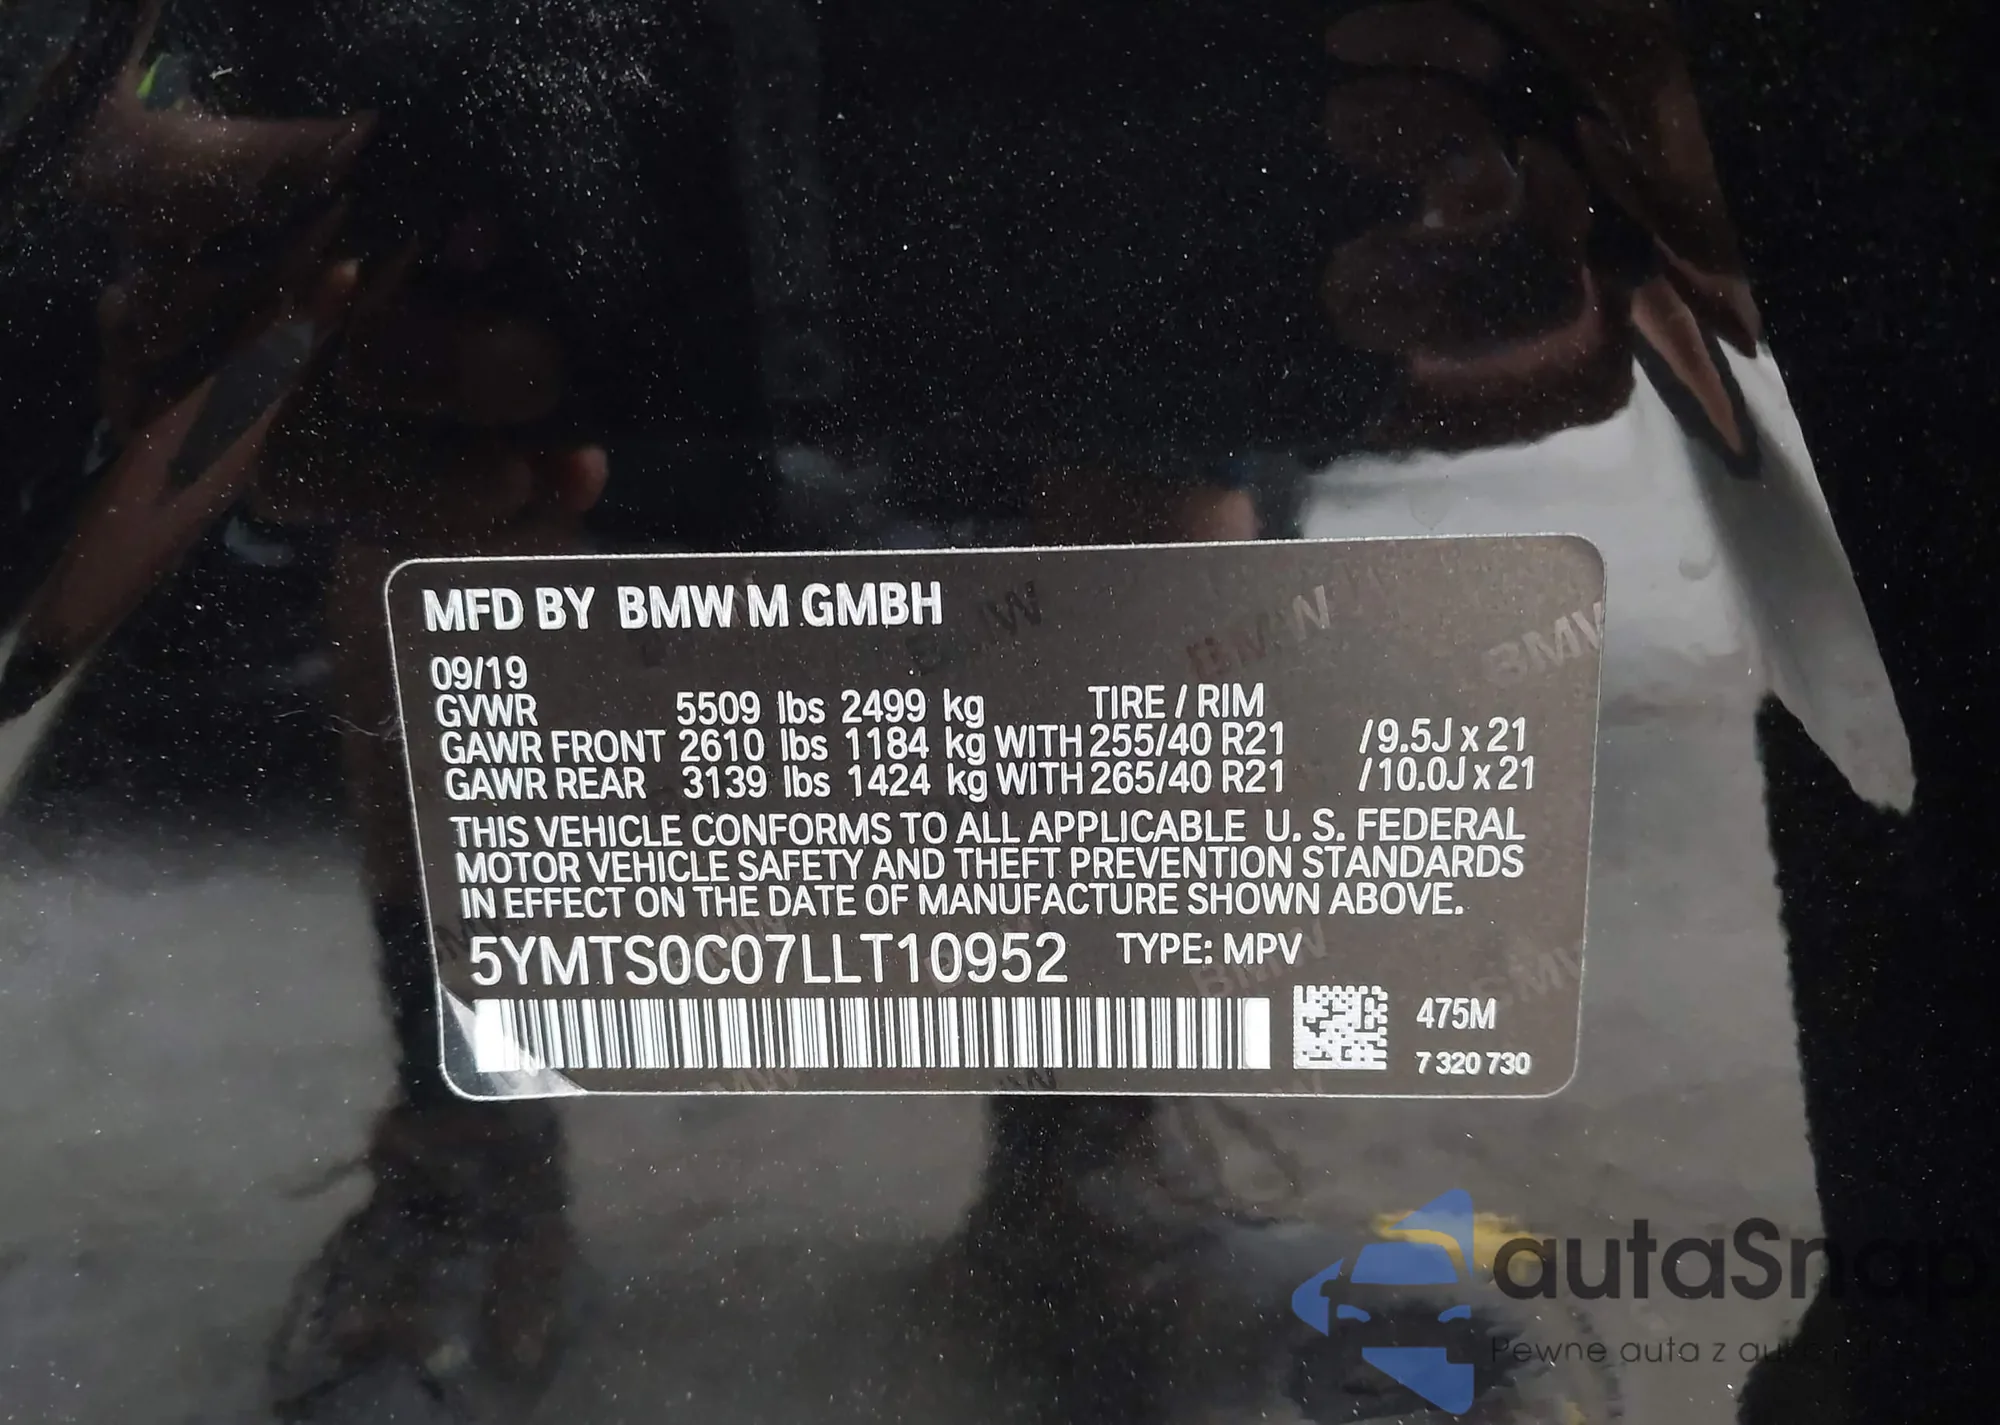 MFD BY BMW M GMBH
09/19
GVWR 5509 lbs 2499 kg TIRE / RIM
GAWR FRONT 2610 lbs 1184 kg WITH 255/40 R21 /9.5J x 21
GAWR REAR 3139 lbs 1424 kg WITH 265/40 R21 /10.0J x 21
THIS VEHICLE CONFORMS TO ALL APPLICABLE U. S. FEDERAL
MOTOR VEHICLE SAFETY AND THEFT PREVENTION STANDARDS
IN EFFECT ON THE DATE OF MANUFACTURE SHOWN ABOVE.
5YMTS0C07LLT10952 TYPE: MPV
475M
7 320 730
autaSnap
Pewne auta z